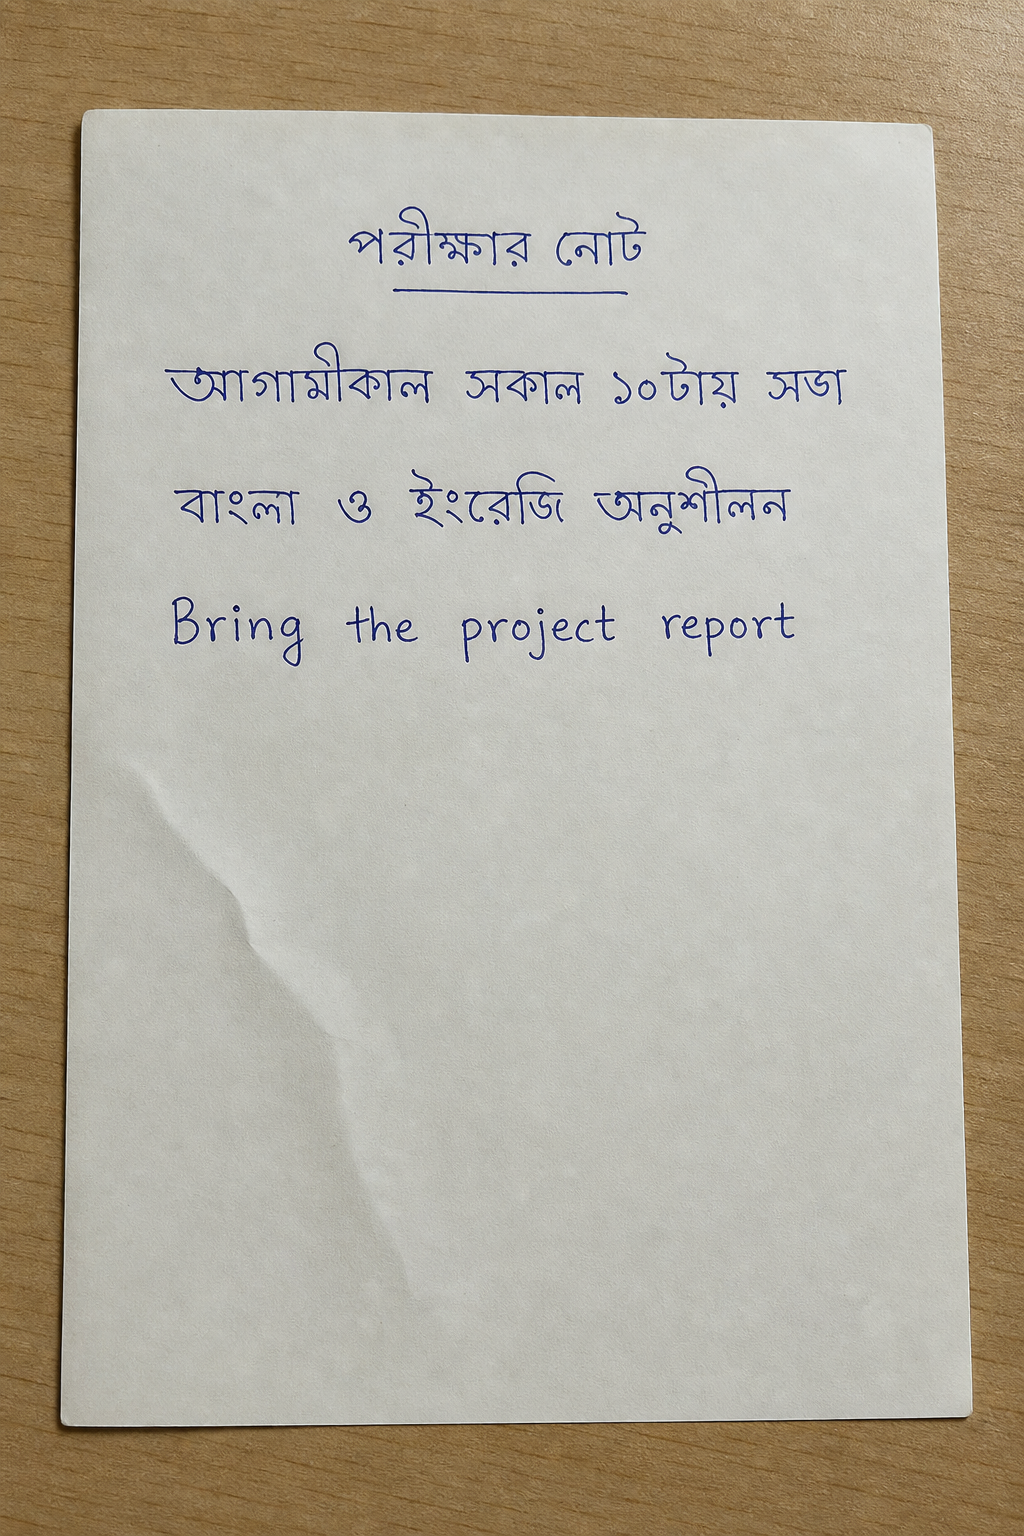 পরীক্ষার নোট
আগামীকাল সকাল ১০টায় সভা
বাংলা ও ইংরেজি অনুশীলন
Bring the project report